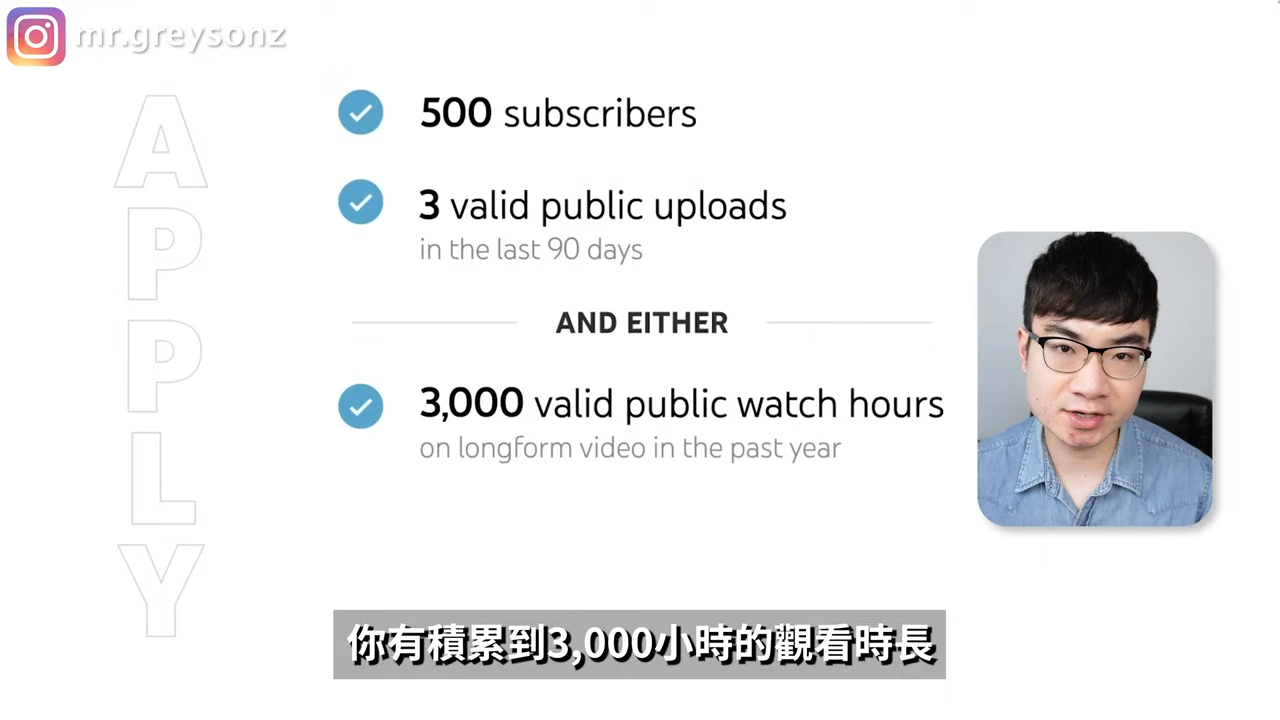 mr.greysonz
APPLY
500 subscribers
3 valid public uploads
in the last 90 days
AND EITHER
3,000 valid public watch hours
on longform video in the past year
你有積累到3,000小時的觀看時長